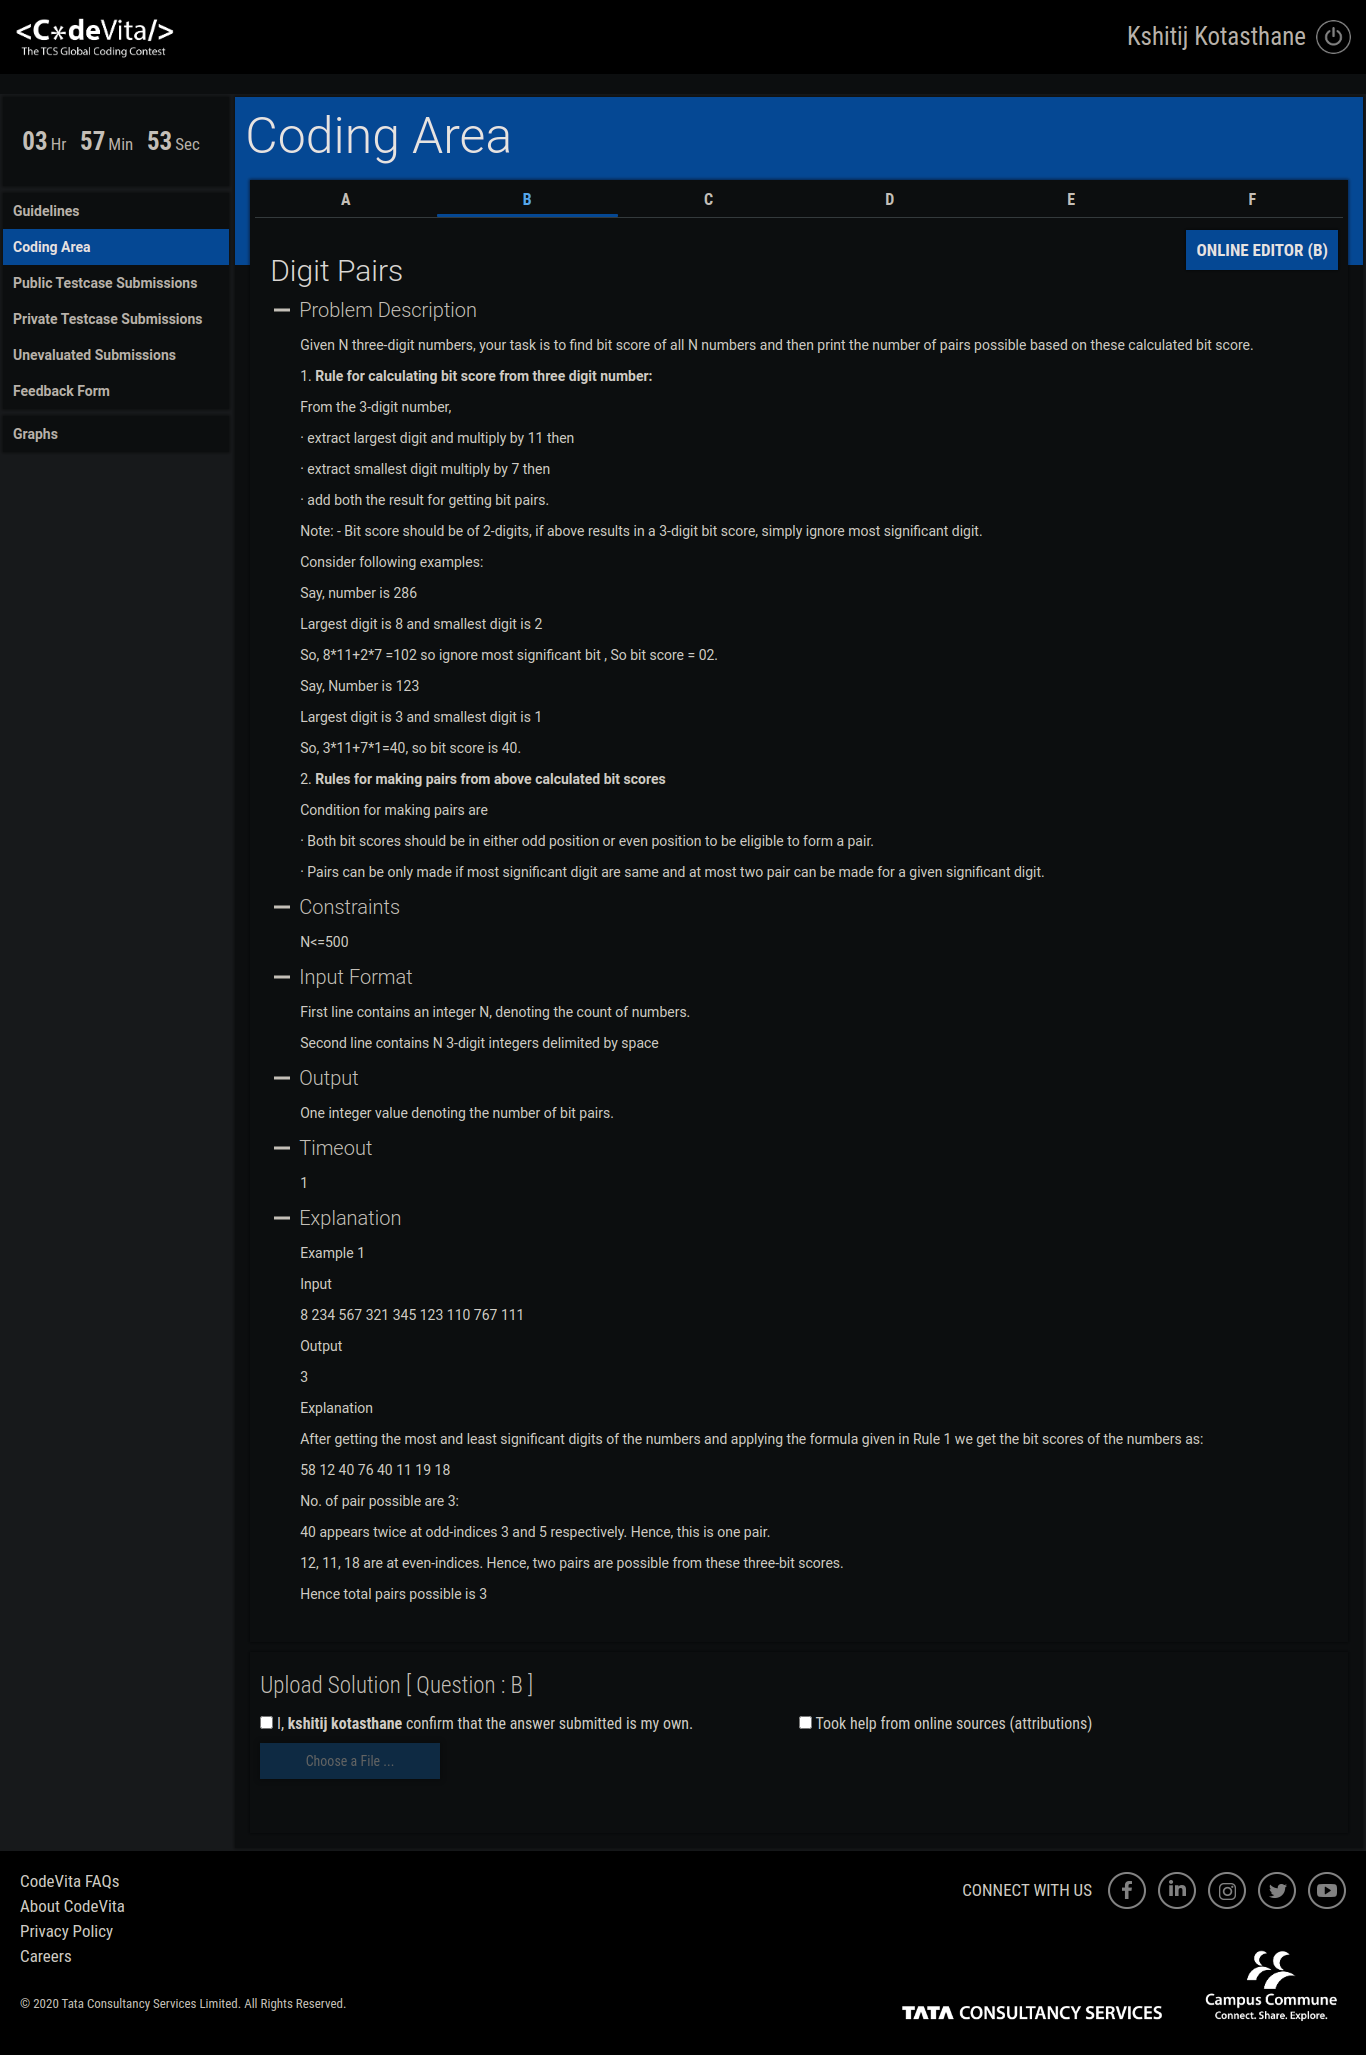 <C*deVita/>
The TCS Global Coding Contest
Kshitij Kotasthane
03 Hr 57 Min 53 Sec
Guidelines
Coding Area
Public Testcase Submissions
Private Testcase Submissions
Unevaluated Submissions
Feedback Form
Graphs
Coding Area
A B C D E F
ONLINE EDITOR (B)
Digit Pairs
Problem Description
Given N three-digit numbers, your task is to find bit score of all N numbers and then print the number of pairs possible based on these calculated bit score.
1. Rule for calculating bit score from three digit number:
From the 3-digit number,
· extract largest digit and multiply by 11 then
· extract smallest digit multiply by 7 then
· add both the result for getting bit pairs.
Note: - Bit score should be of 2-digits, if above results in a 3-digit bit score, simply ignore most significant digit.
Consider following examples:
Say, number is 286
Largest digit is 8 and smallest digit is 2
So, 8*11+2*7 =102 so ignore most significant bit , So bit score = 02.
Say, Number is 123
Largest digit is 3 and smallest digit is 1
So, 3*11+7*1=40, so bit score is 40.
2. Rules for making pairs from above calculated bit scores
Condition for making pairs are
· Both bit scores should be in either odd position or even position to be eligible to form a pair.
· Pairs can be only made if most significant digit are same and at most two pair can be made for a given significant digit.
Constraints
N<=500
Input Format
First line contains an integer N, denoting the count of numbers.
Second line contains N 3-digit integers delimited by space
Output
One integer value denoting the number of bit pairs.
Timeout
1
Explanation
Example 1
Input
8 234 567 321 345 123 110 767 111
Output
3
Explanation
After getting the most and least significant digits of the numbers and applying the formula given in Rule 1 we get the bit scores of the numbers as:
58 12 40 76 40 11 19 18
No. of pair possible are 3:
40 appears twice at odd-indices 3 and 5 respectively. Hence, this is one pair.
12, 11, 18 are at even-indices. Hence, two pairs are possible from these three-bit scores.
Hence total pairs possible is 3
Upload Solution [ Question : B ]
I, kshitij kotasthane confirm that the answer submitted is my own.
Took help from online sources (attributions)
Choose a File ...
CodeVita FAQs
About CodeVita
Privacy Policy
Careers
CONNECT WITH US
© 2020 Tata Consultancy Services Limited. All Rights Reserved.
TATA CONSULTANCY SERVICES
Campus Commune
Connect. Share. Explore.